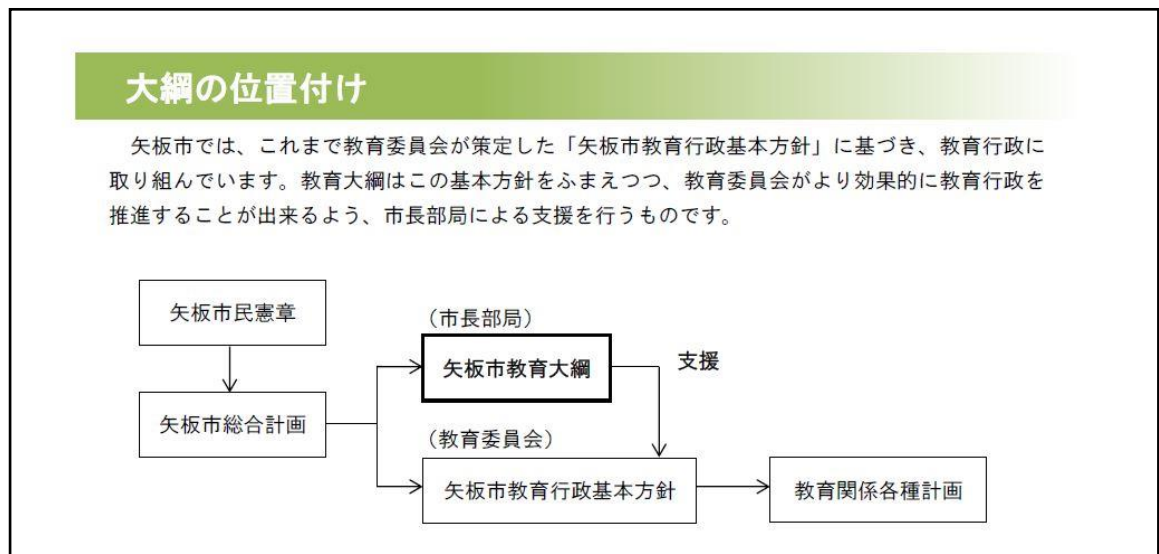 大綱の位置付け
矢板市では、これまで教育委員会が策定した「矢板市教育行政基本方針」に基づき、教育行政に
取り組んでいます。教育大綱はこの基本方針をふまえつつ、教育委員会がより効果的に教育行政を
推進することが出来るよう、市長部局による支援を行うものです。
矢板市民憲章
（市長部局）
矢板市教育大綱
支援
矢板市総合計画
（教育委員会）
矢板市教育行政基本方針
教育関係各種計画